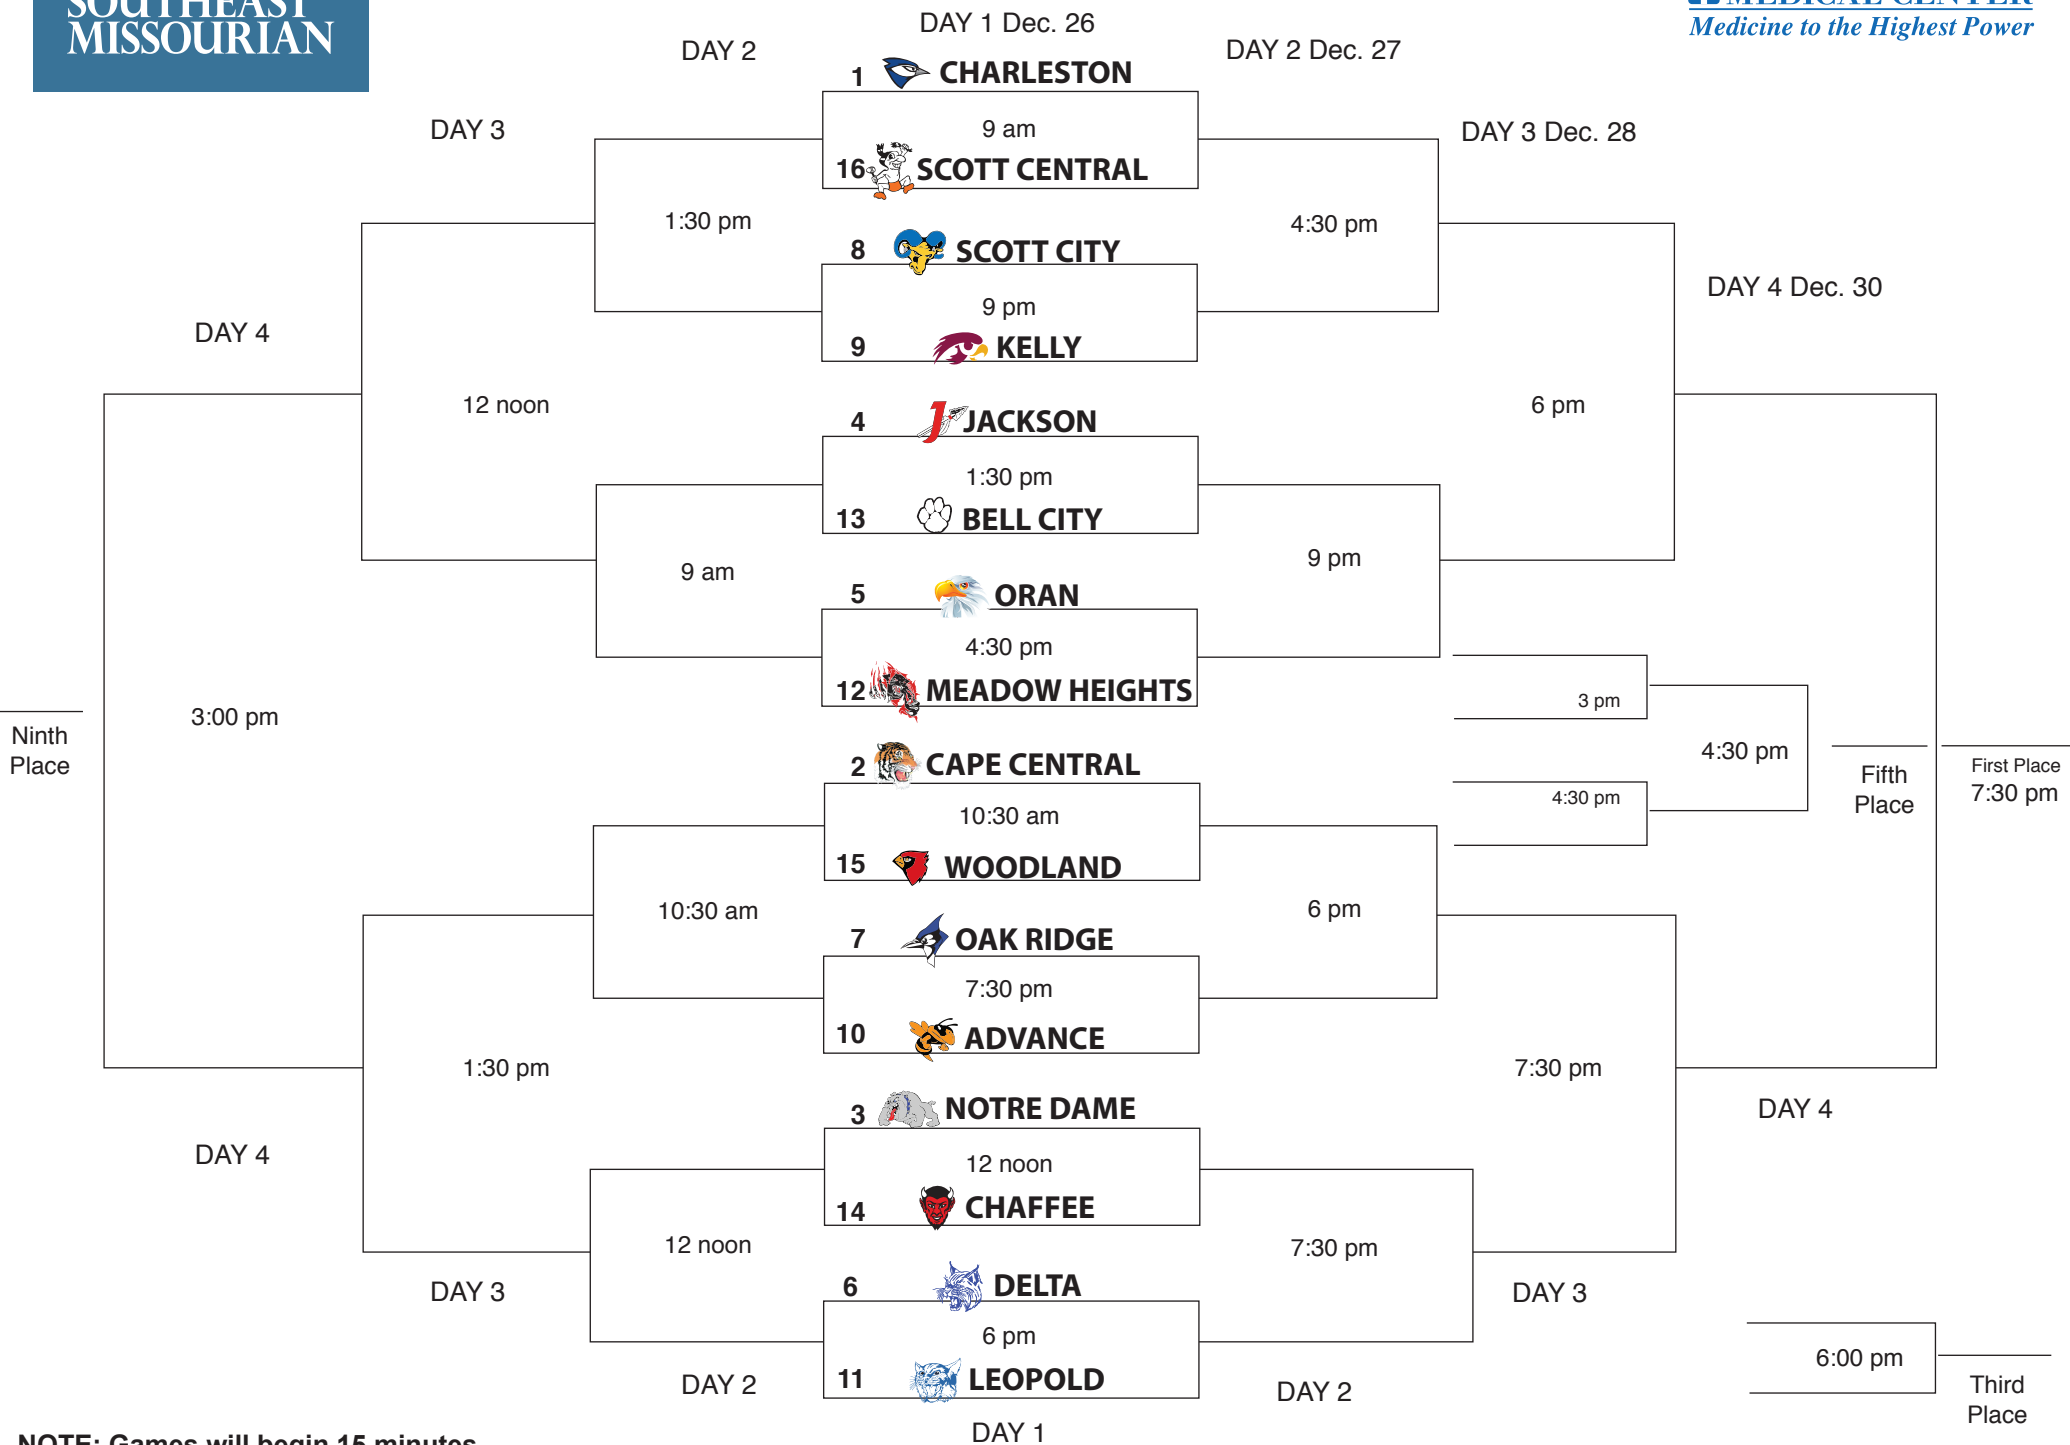 SOUTHEAST
MISSOURIAN
MEDICAL CENTER
Medicine to the Highest Power
DAY 1 Dec. 26
DAY 2
DAY 2 Dec. 27
1 CHARLESTON
9 am
16 SCOTT CENTRAL
DAY 3
DAY 3 Dec. 28
1:30 pm
4:30 pm
8 SCOTT CITY
9 pm
9 KELLY
DAY 4 Dec. 30
DAY 4
12 noon
6 pm
4 JACKSON
1:30 pm
13 BELL CITY
9 am
9 pm
5 ORAN
4:30 pm
12 MEADOW HEIGHTS
3 pm
3:00 pm
Ninth
Place
4:30 pm
Fifth
Place
First Place
7:30 pm
4:30 pm
2 CAPE CENTRAL
10:30 am
15 WOODLAND
10:30 am
6 pm
7 OAK RIDGE
7:30 pm
10 ADVANCE
1:30 pm
7:30 pm
3 NOTRE DAME
DAY 4
12 noon
14 CHAFFEE
DAY 4
12 noon
7:30 pm
6 DELTA
DAY 3
DAY 3
6 pm
11 LEOPOLD
6:00 pm
DAY 2
DAY 2
Third
Place
DAY 1
NOTE: Games will begin 15 minutes